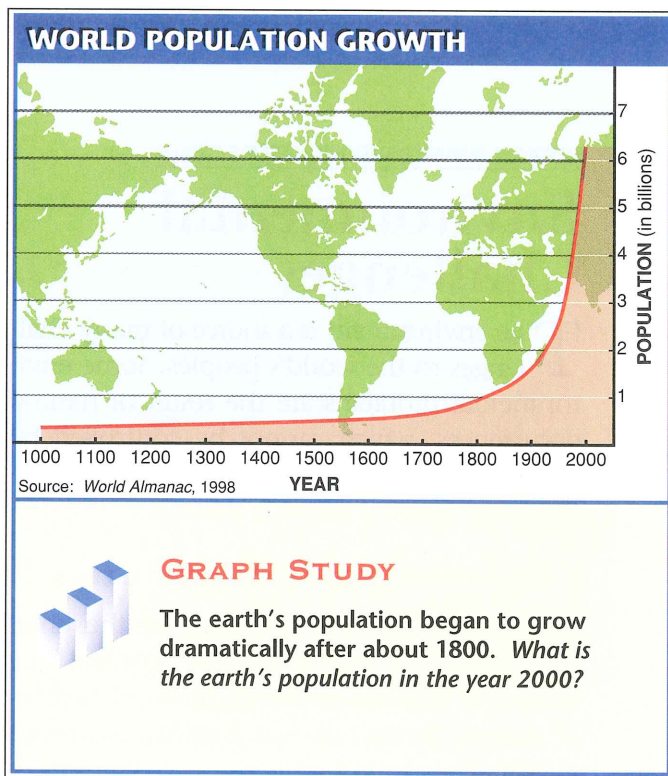 WORLD POPULATION GROWTH
7
6
5
4
3
2
1
POPULATION (in billions)
1000 1100 1200 1300 1400 1500 1600 1700 1800 1900 2000
Source: World Almanac, 1998 YEAR
GRAPH STUDY
The earth's population began to grow
dramatically after about 1800. What is
the earth's population in the year 2000?